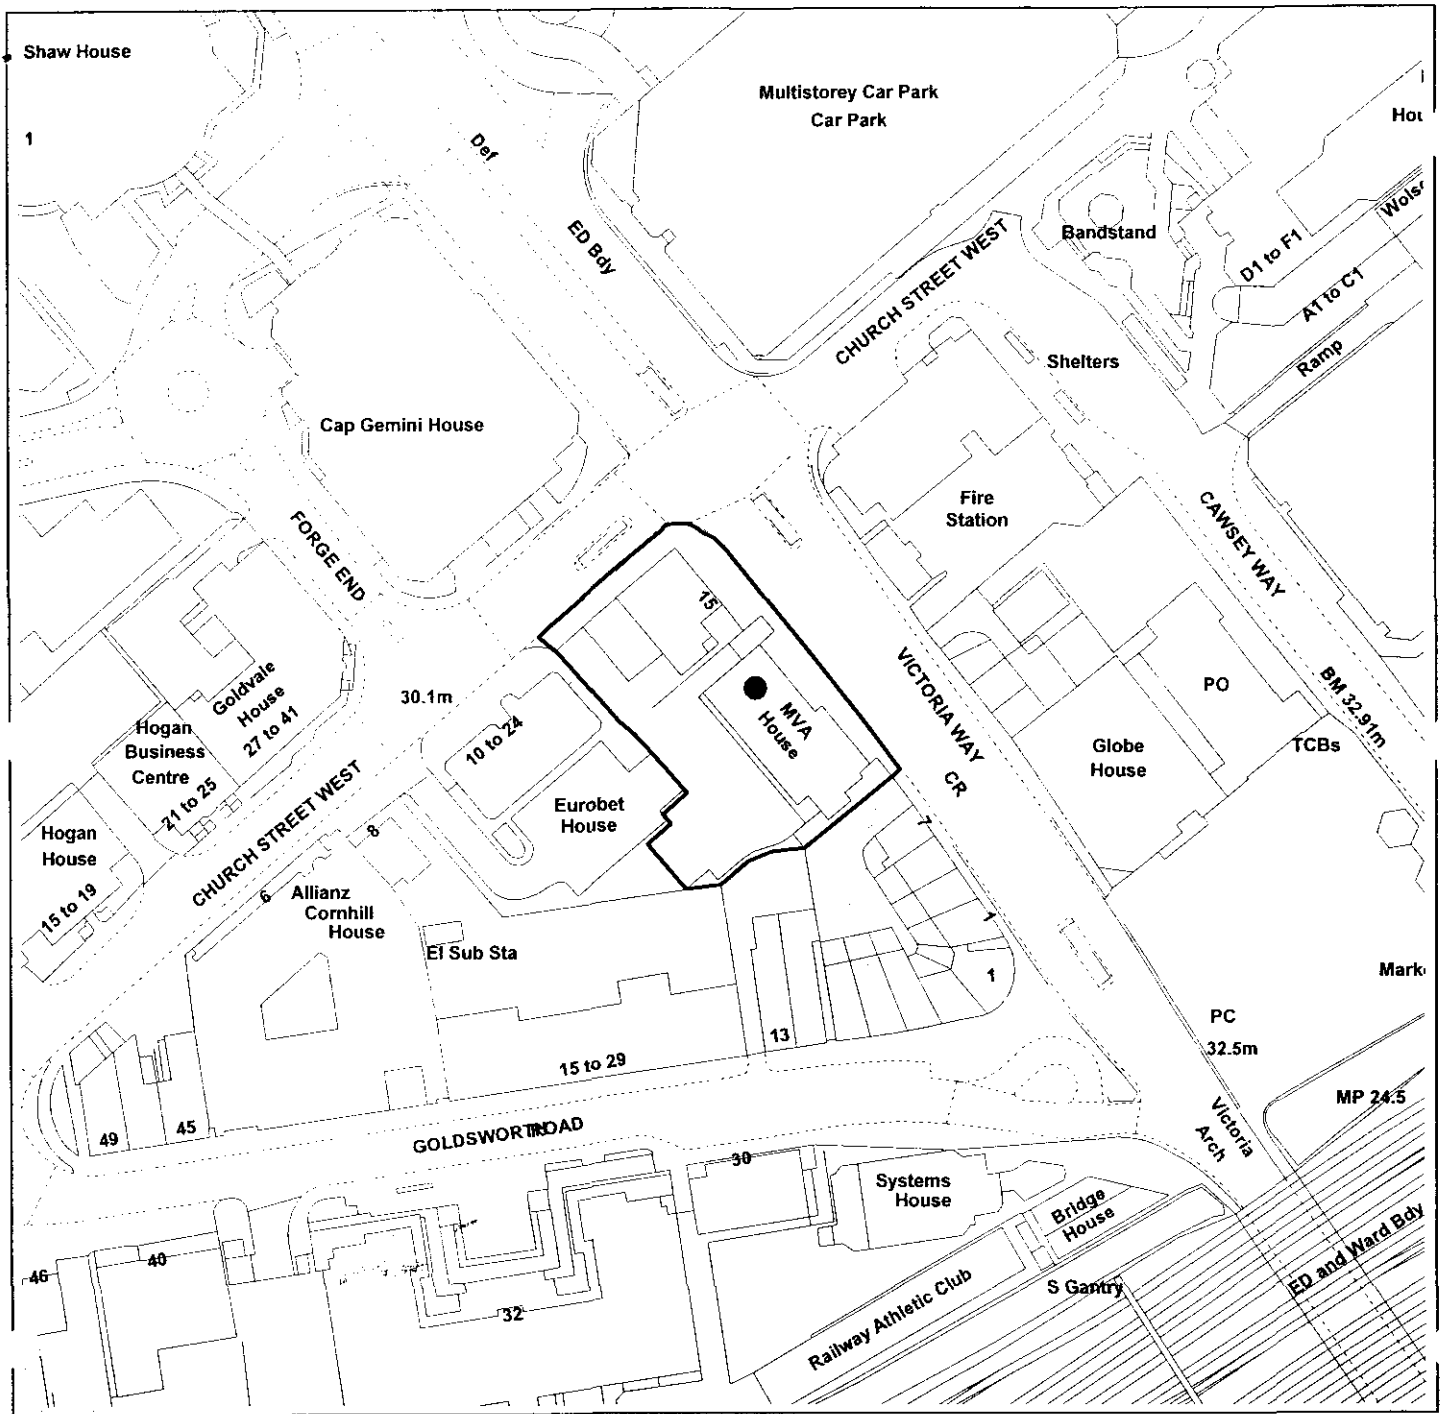 Shaw House
1
Multistorey Car Park
Car Park
Def
ED Bdy
CHURCH STREET WEST
Bandstand
D1 to F1
A1 to C1
Ramp
Shelters
Cap Gemini House
FORGE END
Fire
Station
CAWSEY WAY
15
MVA
House
VICTORIA WAY
CR
PO
BM 32.91m
TCBs
Globe
House
30.1m
Goldvale
House
27 to 41
Hogan
Business
Centre
21 to 25
10 to 24
Eurobet
House
Hogan
House
15 to 19
CHURCH STREET WEST
8
6
Allianz
Cornhill
House
El Sub Sta
7
1
1
13
15 to 29
PC
32.5m
MP 24.5
Victoria
Arch
49
45
GOLDSWORTH ROAD
30
Systems
House
Bridge
House
ED and Ward Bdy
S Gantry
Railway Athletic Club
46
40
32